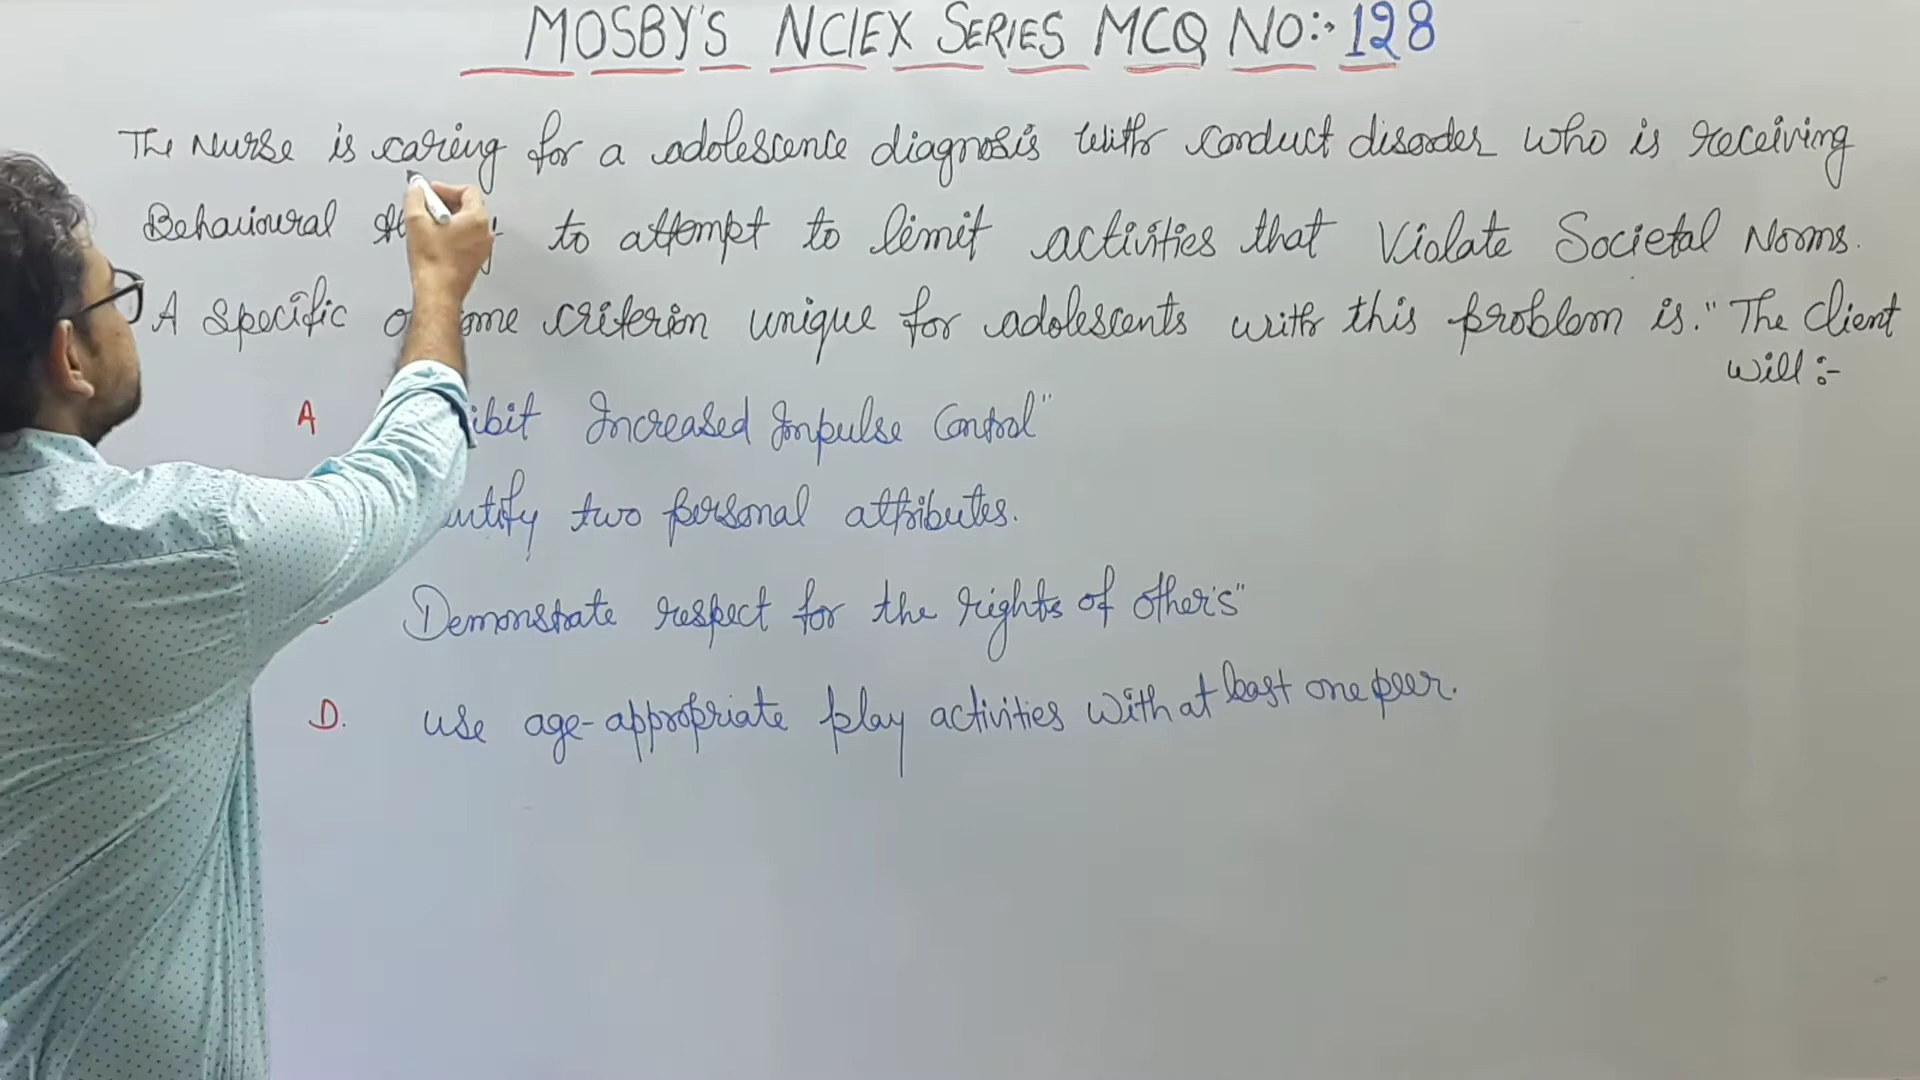 MOSBY'S NCIEX SERIES MCQ NO:- 128
The Nurse is caring for a adolescence diagnosis with conduct disorder who is receiving
Behavioural to attempt to limit activities that Violate Societal Norms.
A specific criterion unique for adolescents with this problem is. " The Client
will :-
A Increased Impulse Control"
two personal attributes.
Demonstrate respect for the rights of other's"
D. use age-appropriate play activities with at least one peer.